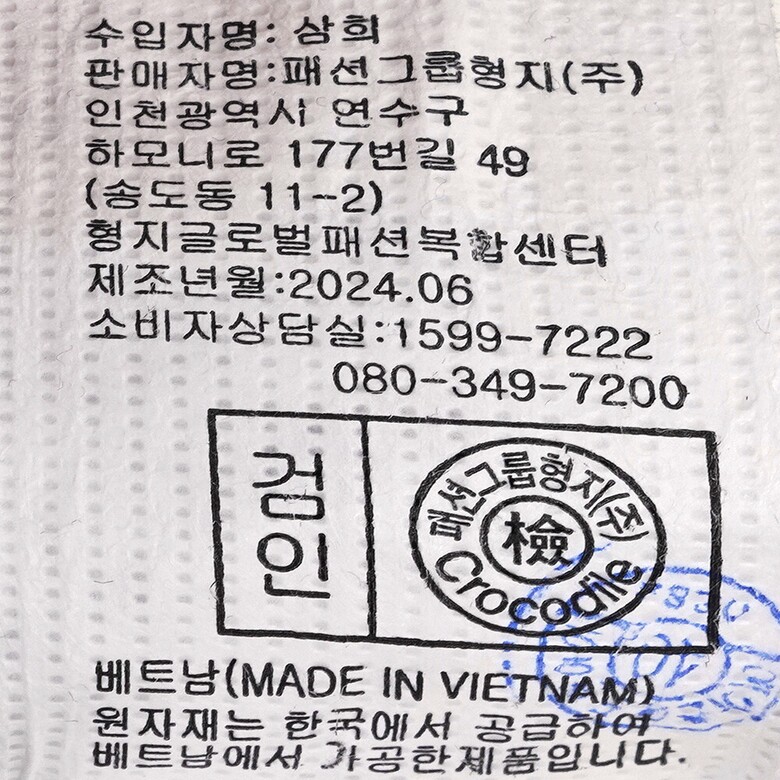 수입자명: 삼희
판매자명:패션그룹형지(주)
인천광역시 연수구
하모니로 177번길 49
(송도동 11-2)
형지글로벌패션복합센터
제조년월:2024.06
소비자상담실:1599-7222
080-349-7200
검인
패션그룹형지(주)
檢
Crocodile
베트남(MADE IN VIETNAM)
원자재는 한국에서 공급하여
베트남에서 가공한제품입니다.